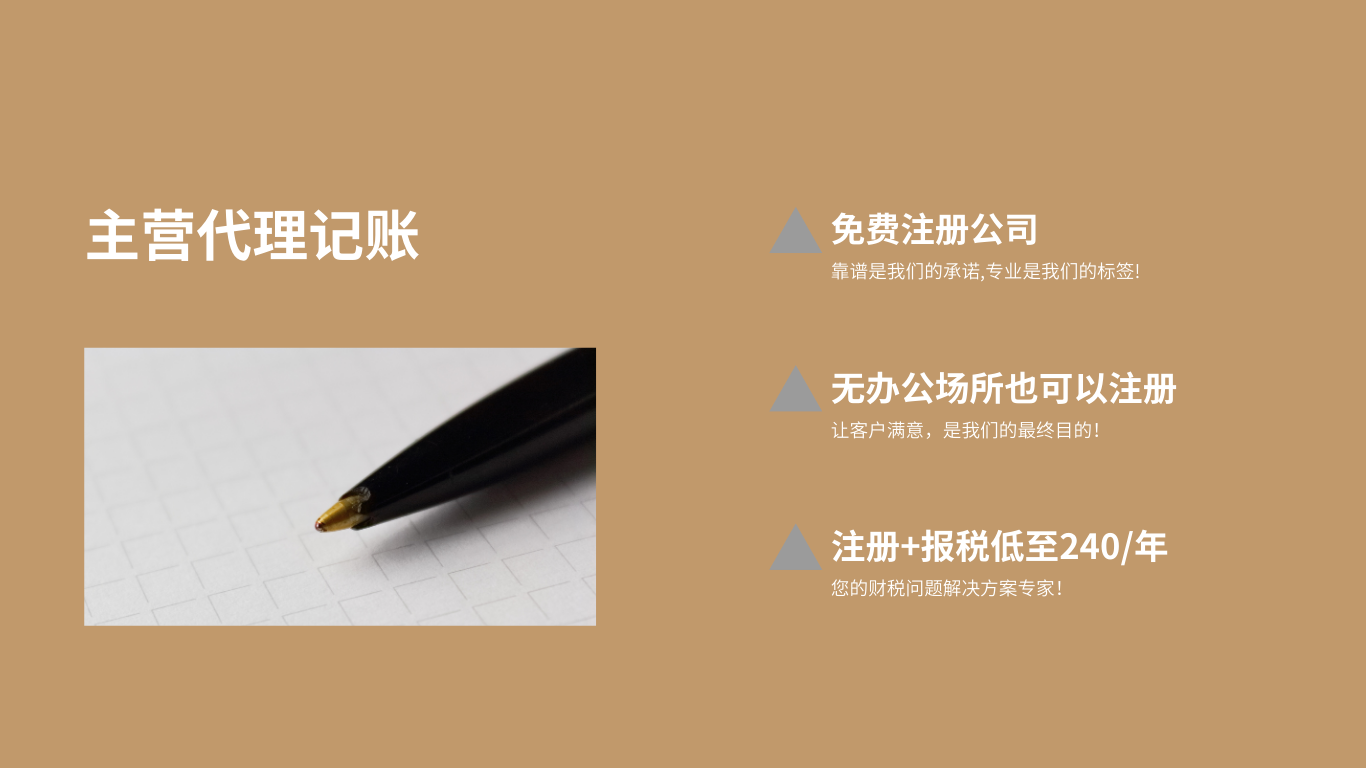 主营代理记账
免费注册公司
靠谱是我们的承诺,专业是我们的标签!
无办公场所也可以注册
让客户满意，是我们的最终目的！
注册+报税低至240/年
您的财税问题解决方案专家！